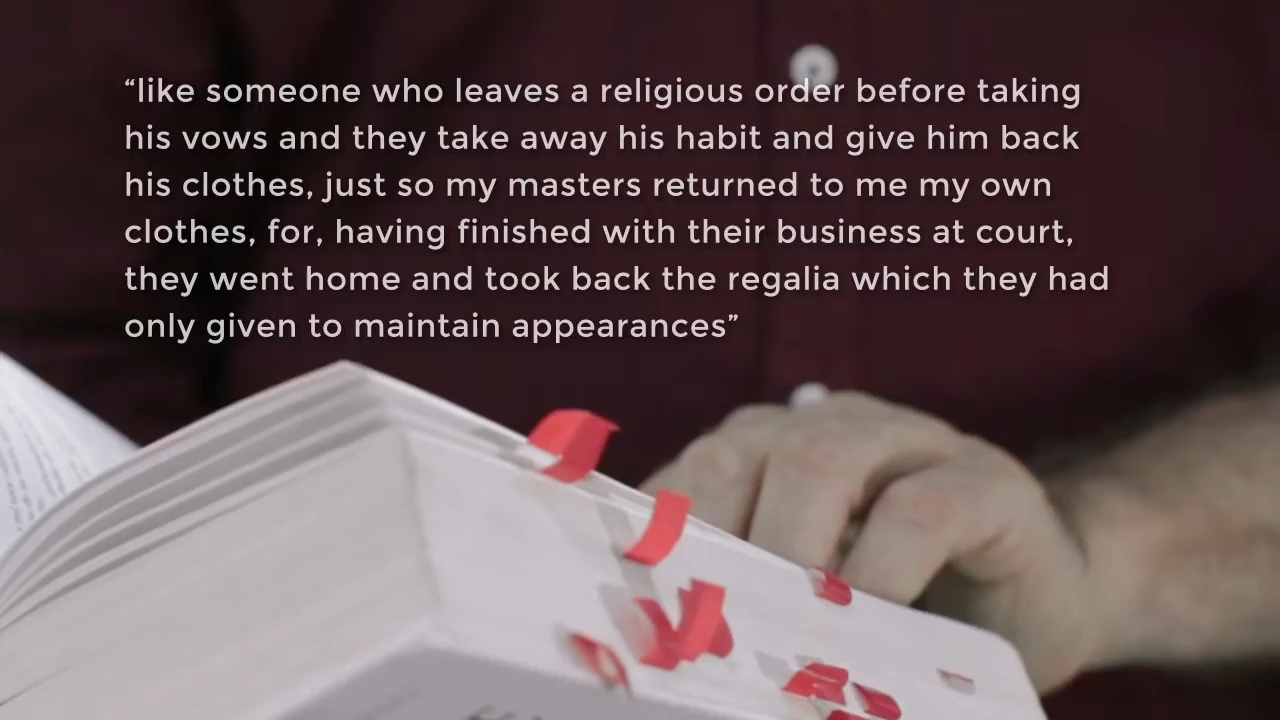 “like someone who leaves a religious order before taking
his vows and they take away his habit and give him back
his clothes, just so my masters returned to me my own
clothes, for, having finished with their business at court,
they went home and took back the regalia which they had
only given to maintain appearances”